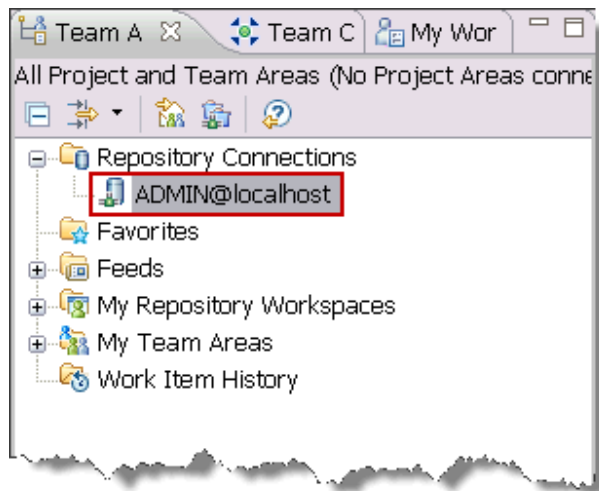 Team A Team C My Wor
All Project and Team Areas (No Project Areas conne
Repository Connections
ADMIN@localhost
Favorites
Feeds
My Repository Workspaces
My Team Areas
Work Item History